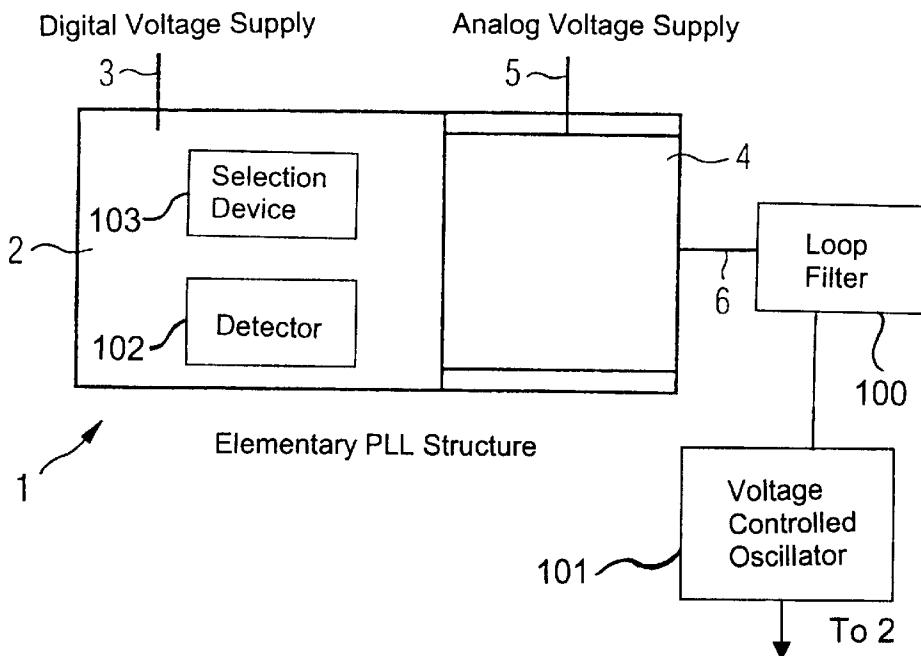 Digital Voltage Supply
Analog Voltage Supply
3
5
Selection
Device
4
103
2
Loop
Filter
6
Detector
102
100
Elementary PLL Structure
1
Voltage
Controlled
Oscillator
101
To 2